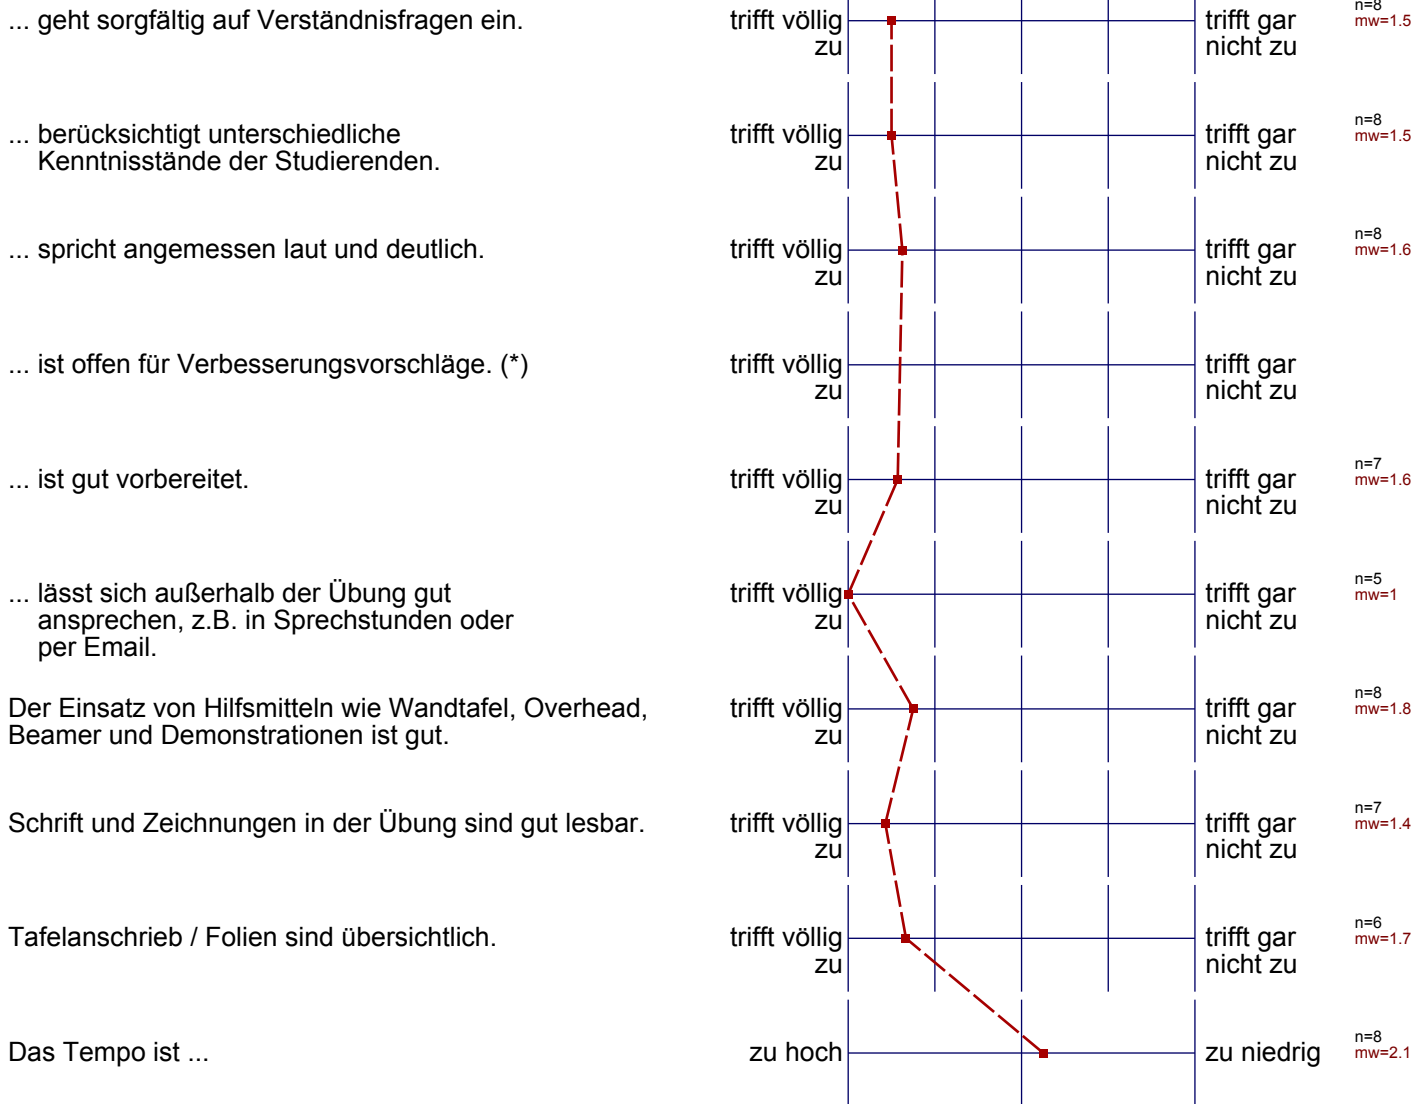 ... geht sorgfältig auf Verständnisfragen ein.
trifft völlig
zu
trifft gar
nicht zu
n=8
mw=1.5
... berücksichtigt unterschiedliche
Kenntnisstände der Studierenden.
trifft völlig
zu
trifft gar
nicht zu
n=8
mw=1.5
... spricht angemessen laut und deutlich.
trifft völlig
zu
trifft gar
nicht zu
n=8
mw=1.6
... ist offen für Verbesserungsvorschläge. (*)
trifft völlig
zu
trifft gar
nicht zu
... ist gut vorbereitet.
trifft völlig
zu
trifft gar
nicht zu
n=7
mw=1.6
... lässt sich außerhalb der Übung gut
ansprechen, z.B. in Sprechstunden oder
per Email.
trifft völlig
zu
trifft gar
nicht zu
n=5
mw=1
Der Einsatz von Hilfsmitteln wie Wandtafel, Overhead,
Beamer und Demonstrationen ist gut.
trifft völlig
zu
trifft gar
nicht zu
n=8
mw=1.8
Schrift und Zeichnungen in der Übung sind gut lesbar.
trifft völlig
zu
trifft gar
nicht zu
n=7
mw=1.4
Tafelanschrieb / Folien sind übersichtlich.
trifft völlig
zu
trifft gar
nicht zu
n=6
mw=1.7
Das Tempo ist ...
zu hoch
zu niedrig
n=8
mw=2.1